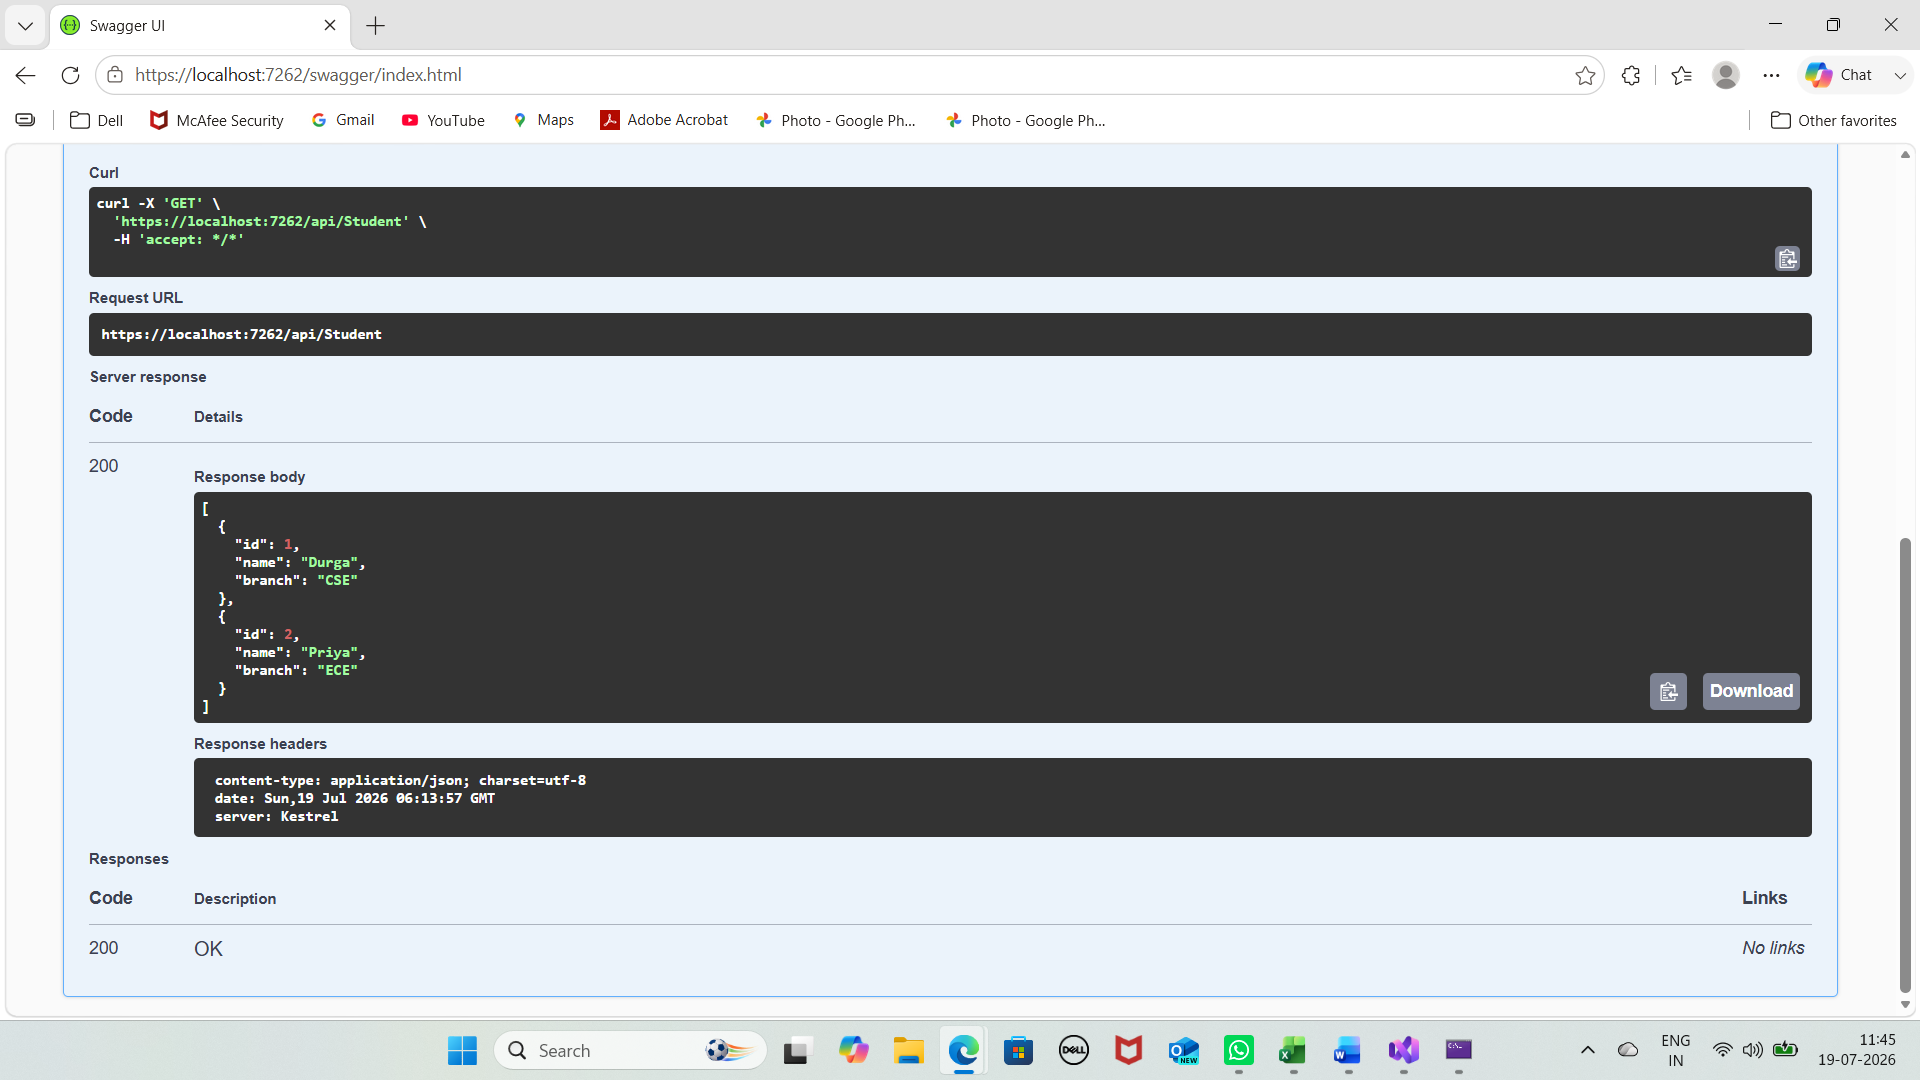 Swagger UI
https://localhost:7262/swagger/index.html
Chat
Dell
McAfee Security
Gmail
YouTube
Maps
Adobe Acrobat
Photo - Google Ph...
Photo - Google Ph...
Other favorites
Curl
curl -X 'GET' \
'https://localhost:7262/api/Student' \
-H 'accept: */*'
Request URL
https://localhost:7262/api/Student
Server response
Code Details
200
Response body
[
{
"id": 1,
"name": "Durga",
"branch": "CSE"
},
{
"id": 2,
"name": "Priya",
"branch": "ECE"
}
]
Download
Response headers
content-type: application/json; charset=utf-8
date: Sun,19 Jul 2026 06:13:57 GMT
server: Kestrel
Responses
Code Description Links
200 OK No links
Search
DELL
NEW
ENG
IN
11:45
19-07-2026